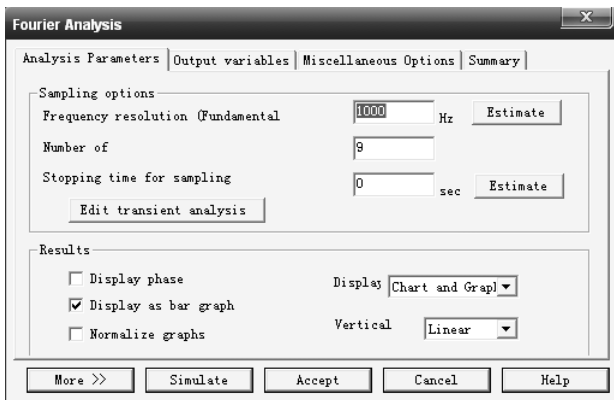 Fourier Analysis
X
Analysis Parameters Output variables Miscellaneous Options Summary
Sampling options
Frequency resolution (Fundamental 1000 Hz Estimate
Number of 9
Stopping time for sampling 0 sec Estimate
Edit transient analysis
Results
Display phase
Display Chart and Grapl
Display as bar graph
Vertical Linear
Normalize graphs
More >> Simulate Accept Cancel Help